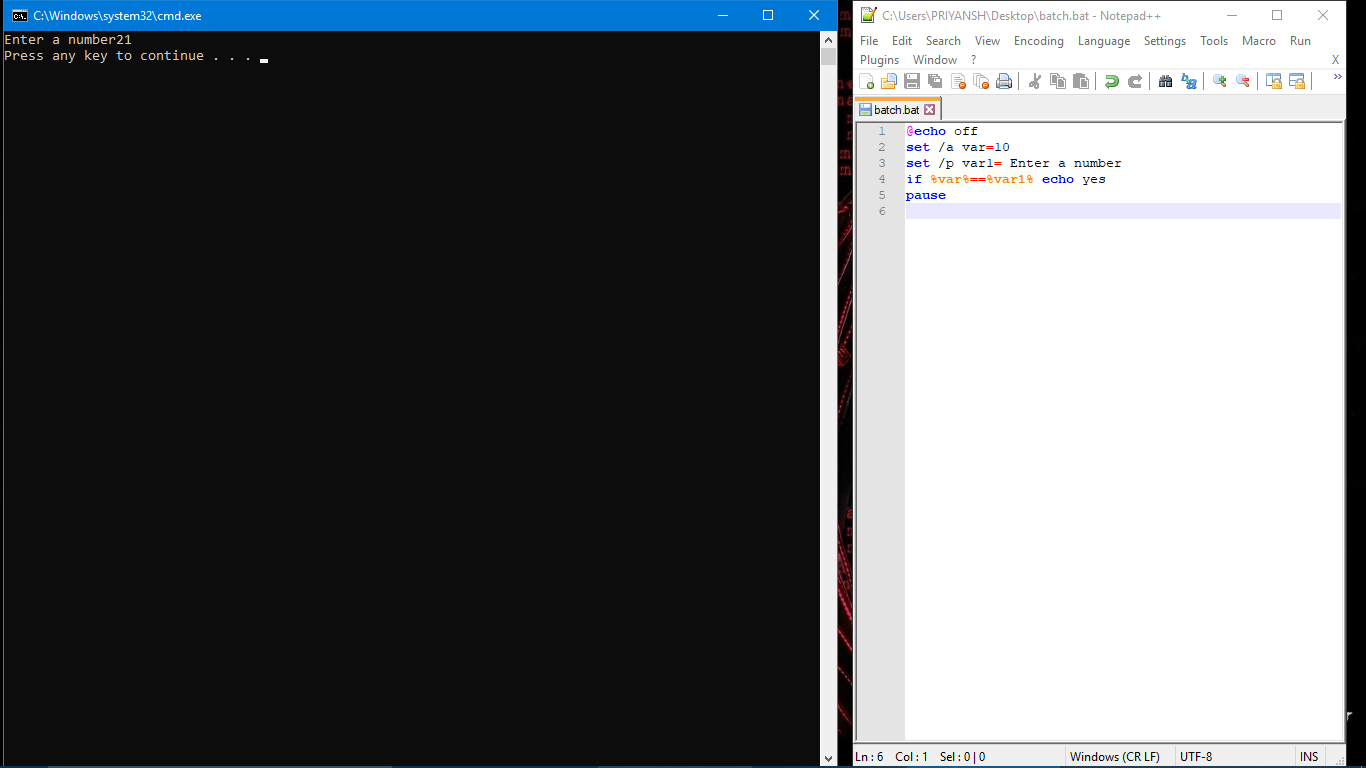 C:\Windows\system32\cmd.exe
Enter a number21
Press any key to continue . . .
C:\Users\PRIYANSH\Desktop\batch.bat - Notepad++
File Edit Search View Encoding Language Settings Tools Macro Run
Plugins Window ? X
batch.bat
1 @echo off
2 set /a var=10
3 set /p var1= Enter a number
4 if %var%==%var1% echo yes
5 pause
6
Ln : 6 Col : 1 Sel : 0 | 0 Windows (CR LF) UTF-8 INS